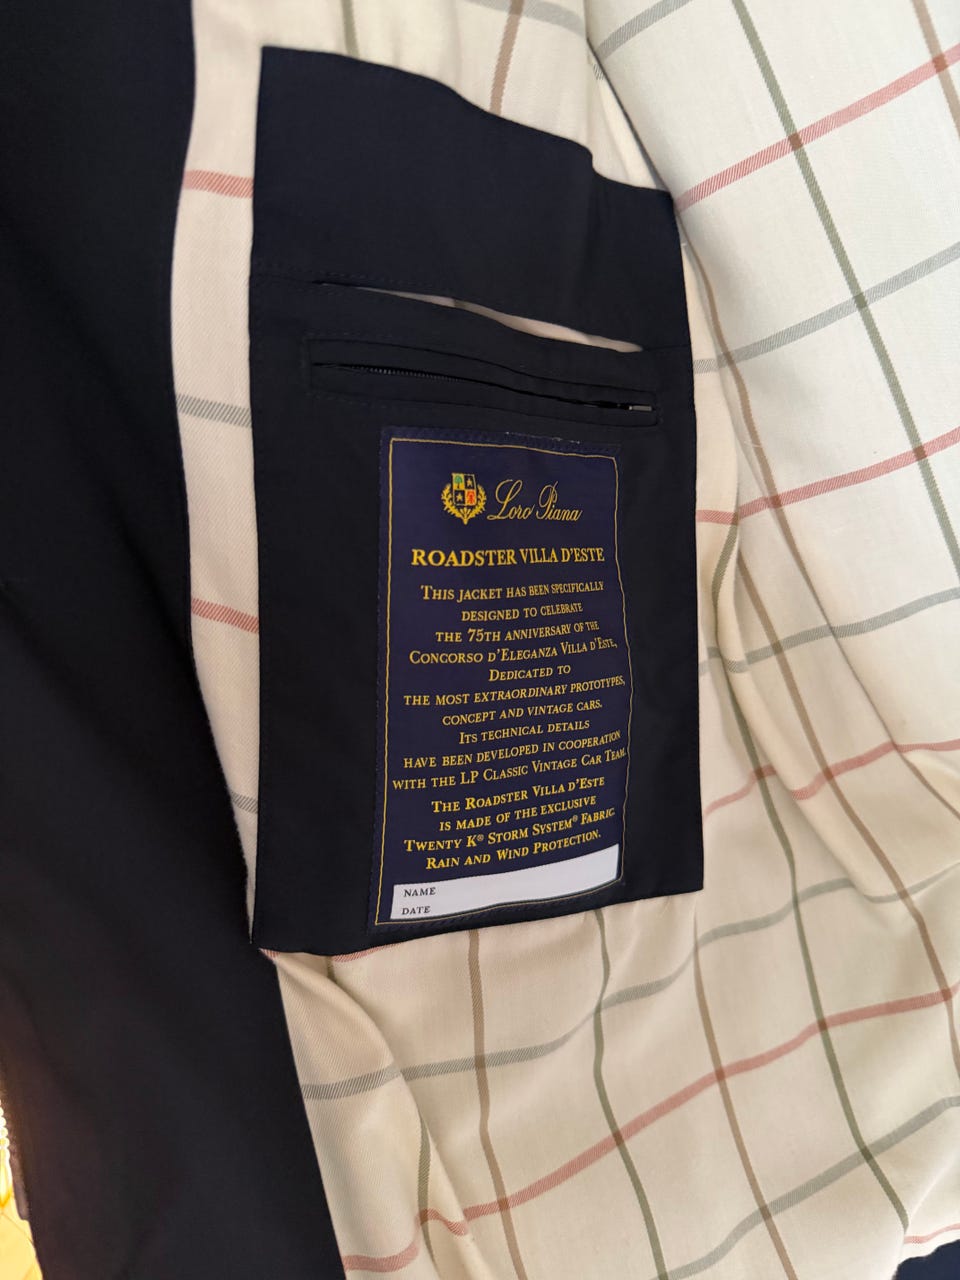 Loro Piana
ROADSTER VILLA D'ESTE
THIS JACKET HAS BEEN SPECIFICALLY
DESIGNED TO CELEBRATE
THE 75TH ANNIVERSARY OF THE
CONCORSO D'ELEGANZA VILLA D'ESTE,
DEDICATED TO
THE MOST EXTRAORDINARY PROTOTYPES,
CONCEPT AND VINTAGE CARS.
ITS TECHNICAL DETAILS
HAVE BEEN DEVELOPED IN COOPERATION
WITH THE LP CLASSIC VINTAGE CAR TEAM.
THE ROADSTER VILLA D'ESTE
IS MADE OF THE EXCLUSIVE
TWENTY K® STORM SYSTEM® FABRIC
RAIN AND WIND PROTECTION.
NAME
DATE